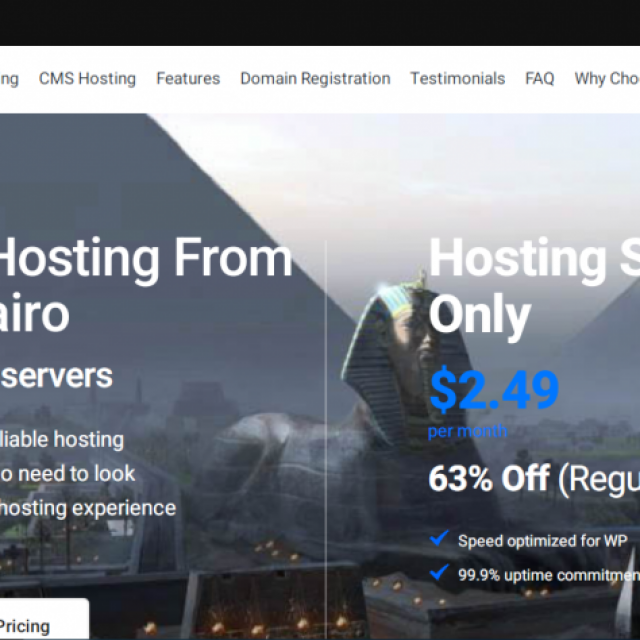 ng CMS Hosting Features Domain Registration Testimonials FAQ Why Cho
Hosting From
airo
servers
liable hosting
o need to look
hosting experience
Pricing
Hosting S
Only
$2.49
per month
63% Off (Regu
Speed optimized for WP
99.9% uptime commitmen